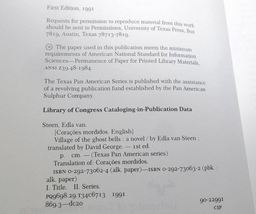 First Edition, 1991
Requests for permission to reproduce material from this work
should be sent to Permissions, University of Texas Press, Box
7819, Austin, Texas 78713-7819.
∞ The paper used in this publication meets the minimum
requirements of American National Standard for Information
Sciences—Permanence of Paper for Printed Library Materials,
ANSI Z39.48-1984.
The Texas Pan American Series is published with the assistance
of a revolving publication fund established by the Pan American
Sulphur Company.
Library of Congress Cataloging-in-Publication Data
Steen, Edla van.
[Corações mordidos. English]
Village of the ghost bells : a novel / by Edla van Steen ;
translated by David George. — 1st ed.
p. cm. — (Texas Pan American series)
Translation of: Corações mordidos.
ISBN 0-292-73062-4 (alk. paper).—ISBN 0-292-73063-2 (pbk. :
alk. paper)
I. Title. II. Series.
PQ9698.29.T34C6713 1991
869.3—dc20
90-22991
CIP